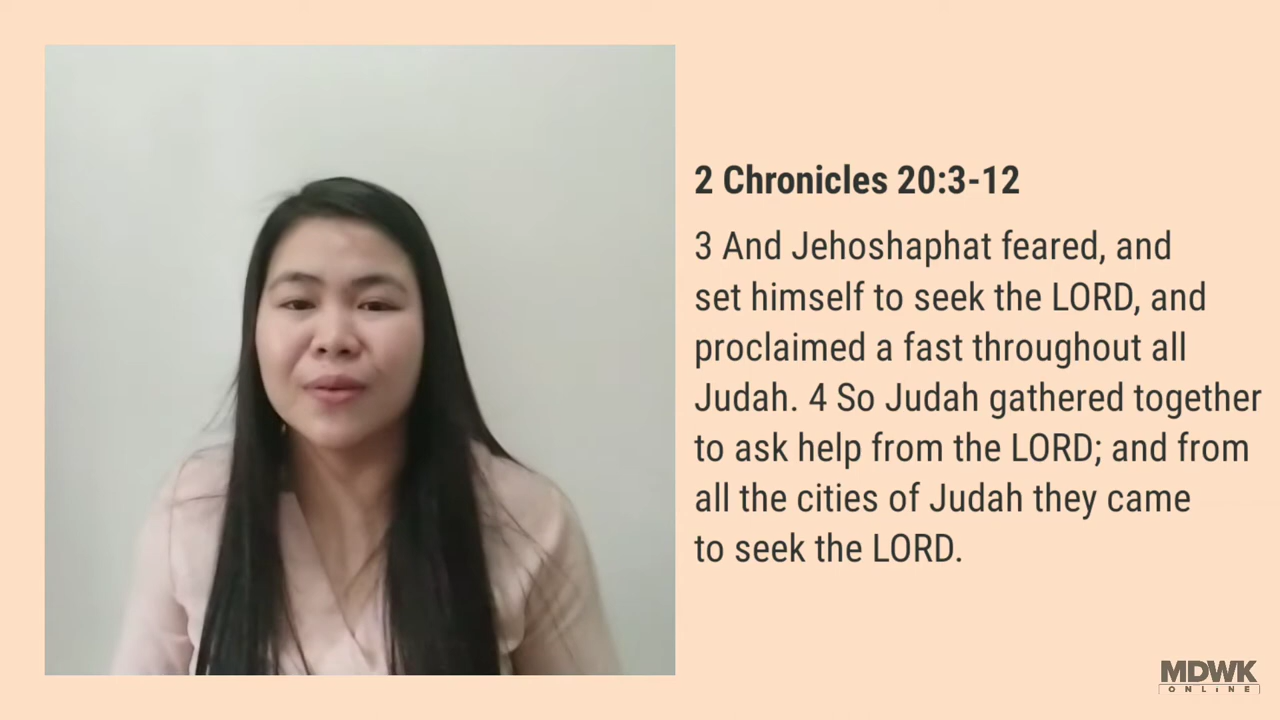 2 Chronicles 20:3-12
3 And Jehoshaphat feared, and
set himself to seek the LORD, and
proclaimed a fast throughout all
Judah. 4 So Judah gathered together
to ask help from the LORD; and from
all the cities of Judah they came
to seek the LORD.
MDWK
ONLINE